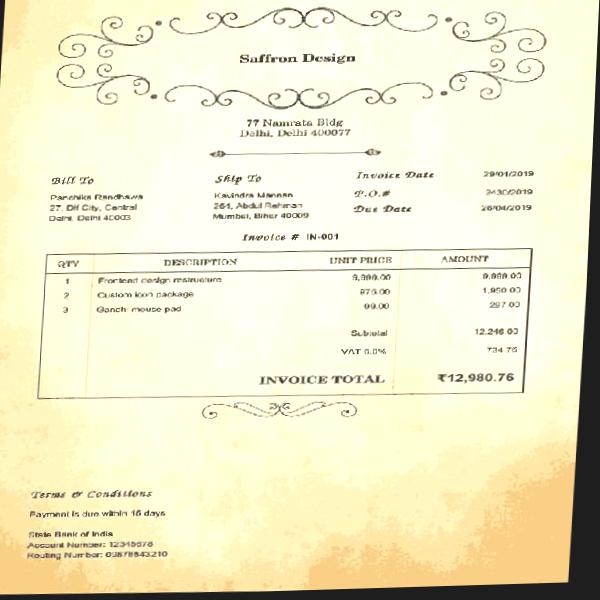 Saffron Design
77 Namrata Bldg
Delhi, Delhi 400077
Bill To
Panchika Randhawa
27, Dlf City, Central
Delhi, Delhi 40003
Ship To
Kavindra Mannan
264, Abdul Rehman
Mumbai, Bihar 40009
Invoice Date 29/01/2019
P.O.# 2430/2019
Due Date 26/04/2019
Invoice # IN-001
QTY DESCRIPTION UNIT PRICE AMOUNT
1 Frontend design restructure 9,999.00 9,999.00
2 Custom icon package 975.00 1,950.00
3 Gandhi mouse pad 99.00 297.00
Subtotal 12,246.00
VAT 6.0% 734.76
INVOICE TOTAL ₹12,980.76
Terms & Conditions
Payment is due within 15 days
State Bank of India
Account Number: 12345678
Routing Number: 09876543210